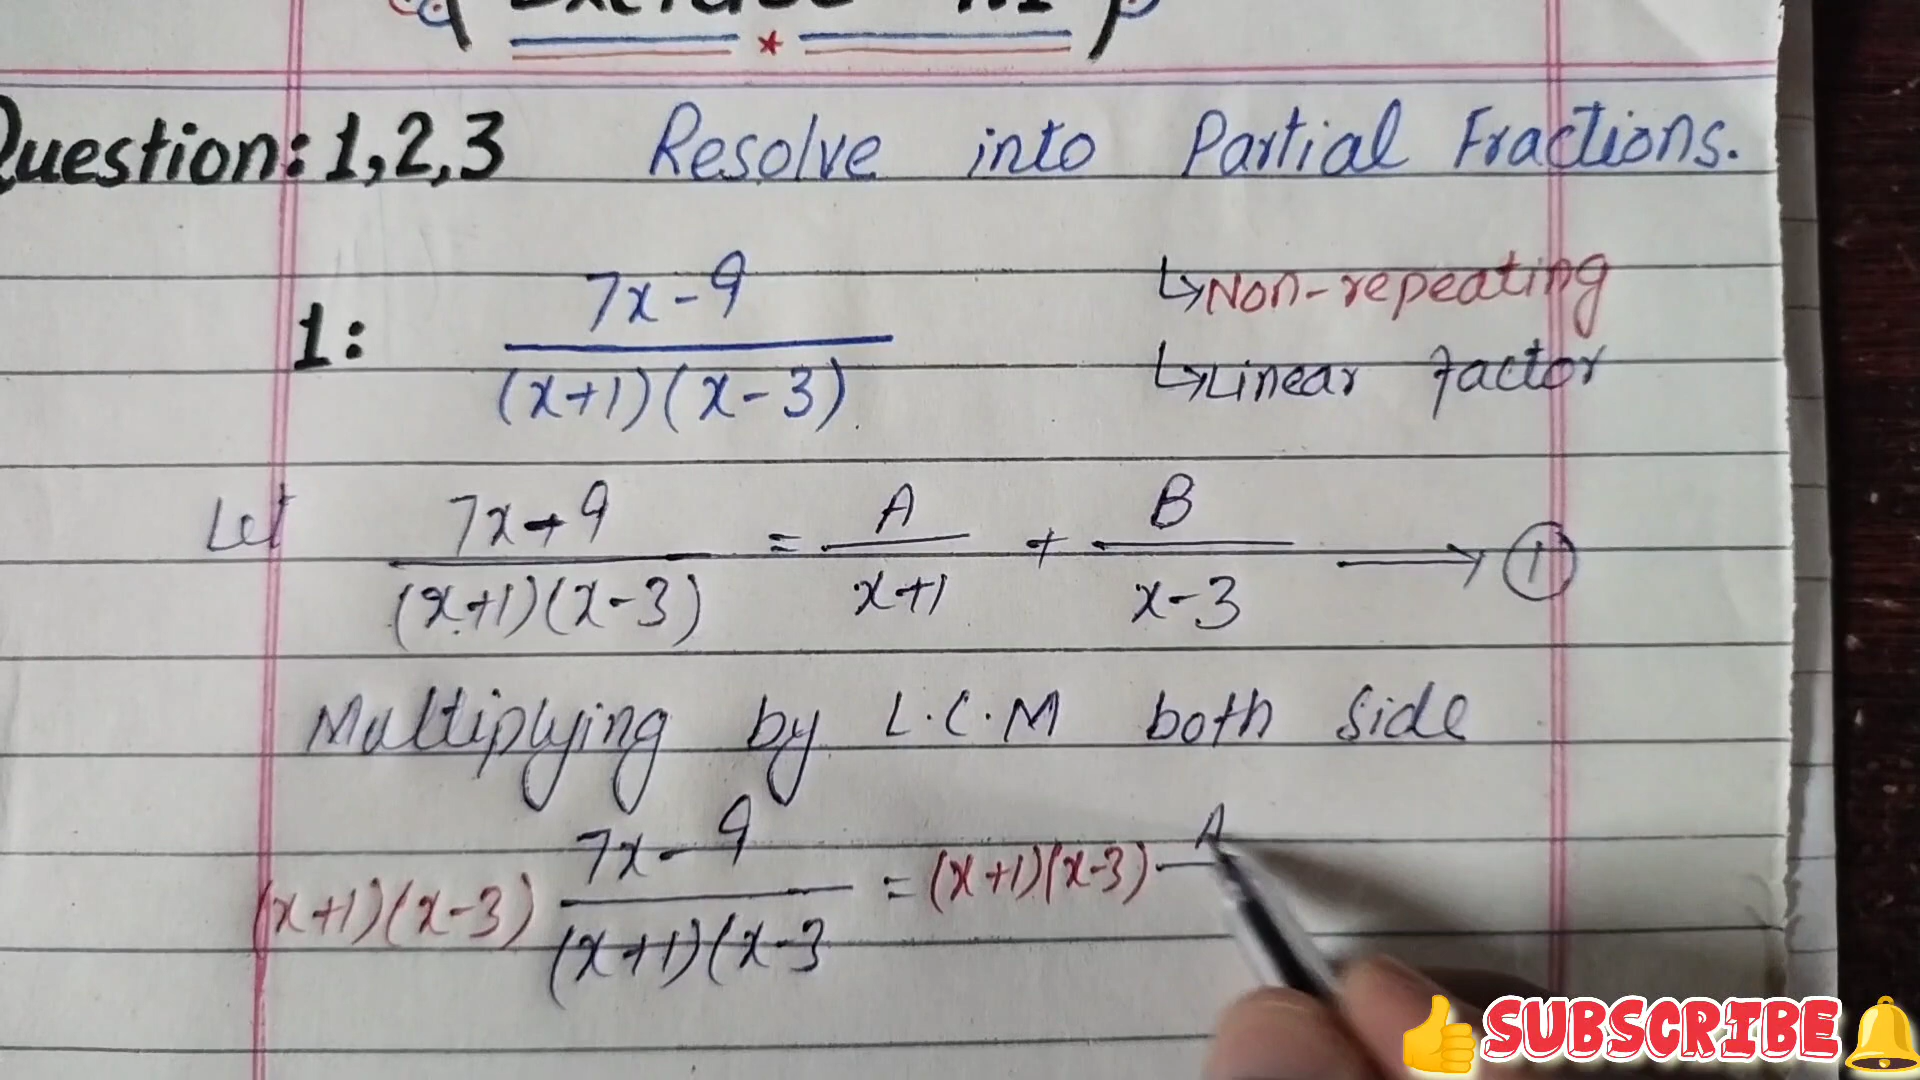 Exercise
Question: 1,2,3 Resolve into Partial Fractions.
1: 7x-9
(x+1)(x-3)
↳Non-repeating
↳Linear factor
Let 7x-9 = A + B → ①
(x+1)(x-3) x+1 x-3
Multiplying by L.C.M both side
(x+1)(x-3) 7x-9 = (x+1)(x-3) A
(x+1)(x-3
SUBSCRIBE